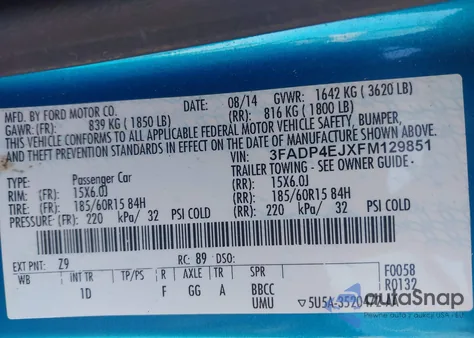 MFD. BY FORD MOTOR CO. DATE: 08/14 GVWR: 1642 KG (3620 LB)
GAWR: (FR): 839 KG (1850 LB) (RR): 816 KG (1800 LB)
THIS VEHICLE CONFORMS TO ALL APPLICABLE FEDERAL MOTOR VEHICLE SAFETY, BUMPER,
AND THEFT PREVENTION STANDARDS IN EFFECT ON THE DATE OF MANUFACTURE SHOWN ABOVE.
VIN: 3FADP4EJXFM129851
TYPE: Passenger Car TRAILER TOWING - SEE OWNER GUIDE
RIM: (FR): 15X6.0J (RR): 15X6.0J
TIRE: (FR): 185/60R15 84H (RR): 185/60R15 84H
PRESSURE: (FR): 220 kPa/ 32 PSI COLD (RR): 220 kPa/ 32 PSI COLD
EXT PNT: Z9 RC: 89 DSO:
WB INT TR TP/PS R AXLE TR SPR F0058
1D F GG A BBCC R0132
UMU
autoSnap